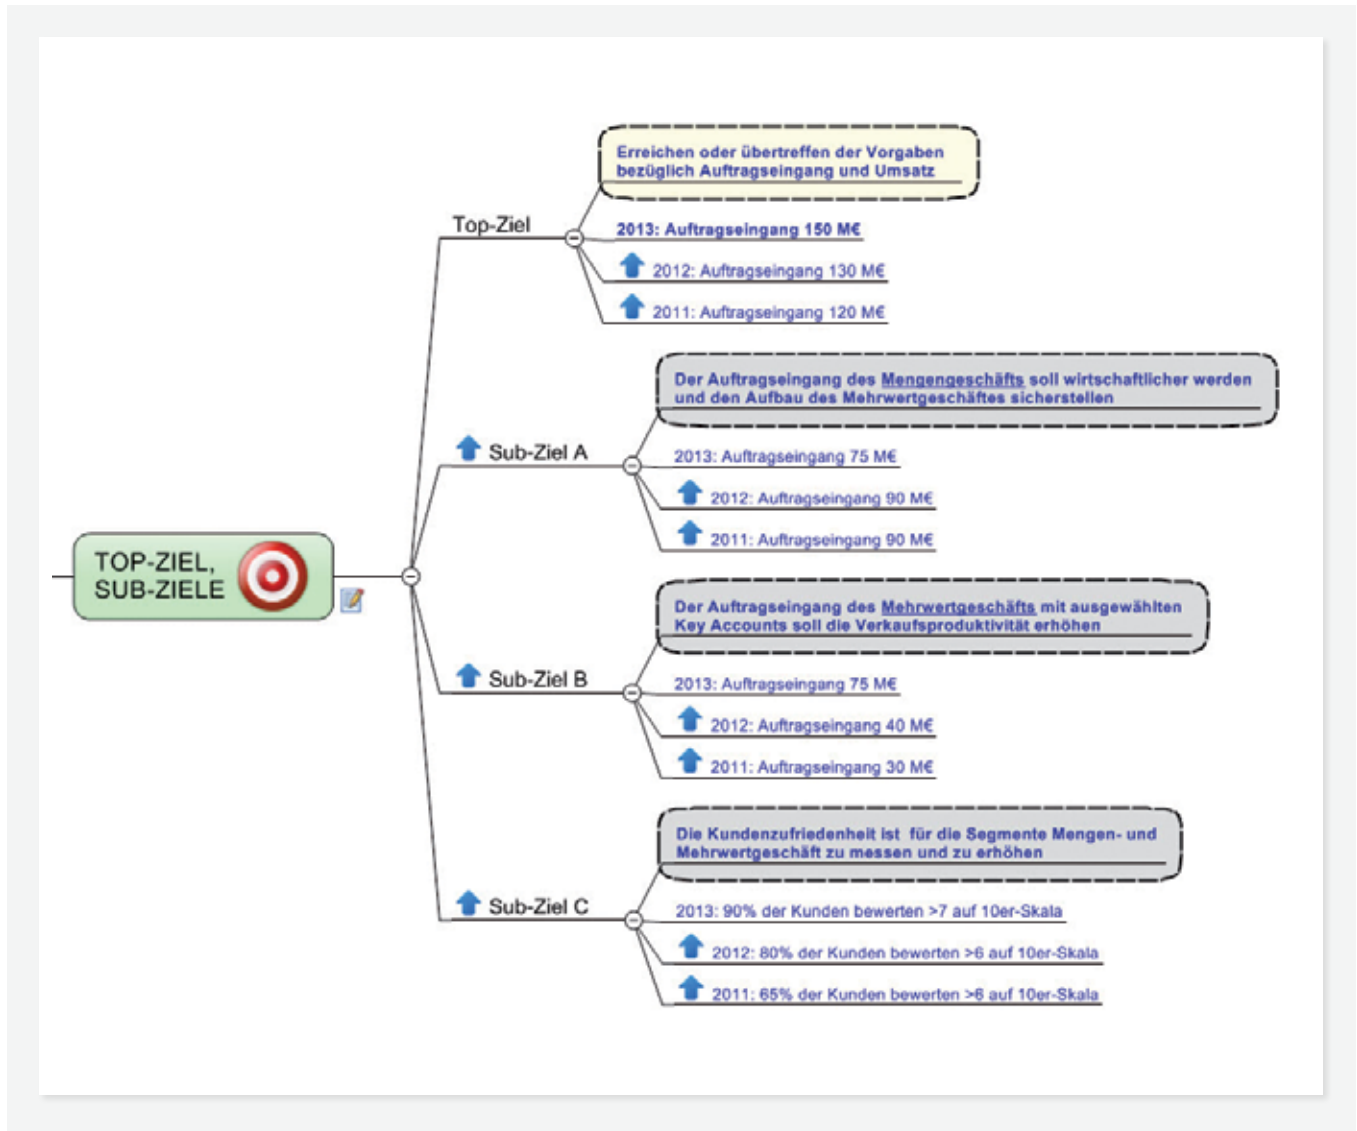 Erreichen oder übertreffen der Vorgaben
bezüglich Auftragseingang und Umsatz
Top-Ziel
2013: Auftragseingang 150 M€
2012: Auftragseingang 130 M€
2011: Auftragseingang 120 M€
Der Auftragseingang des Mengengeschäfts soll wirtschaftlicher werden
und den Aufbau des Mehrwertgeschäftes sicherstellen
Sub-Ziel A
2013: Auftragseingang 75 M€
2012: Auftragseingang 90 M€
2011: Auftragseingang 90 M€
TOP-ZIEL,
SUB-ZIELE
Der Auftragseingang des Mehrwertgeschäfts mit ausgewählten
Key Accounts soll die Verkaufsproduktivität erhöhen
Sub-Ziel B
2013: Auftragseingang 75 M€
2012: Auftragseingang 40 M€
2011: Auftragseingang 30 M€
Die Kundenzufriedenheit ist für die Segmente Mengen- und
Mehrwertgeschäft zu messen und zu erhöhen
Sub-Ziel C
2013: 90% der Kunden bewerten >7 auf 10er-Skala
2012: 80% der Kunden bewerten >6 auf 10er-Skala
2011: 65% der Kunden bewerten >6 auf 10er-Skala